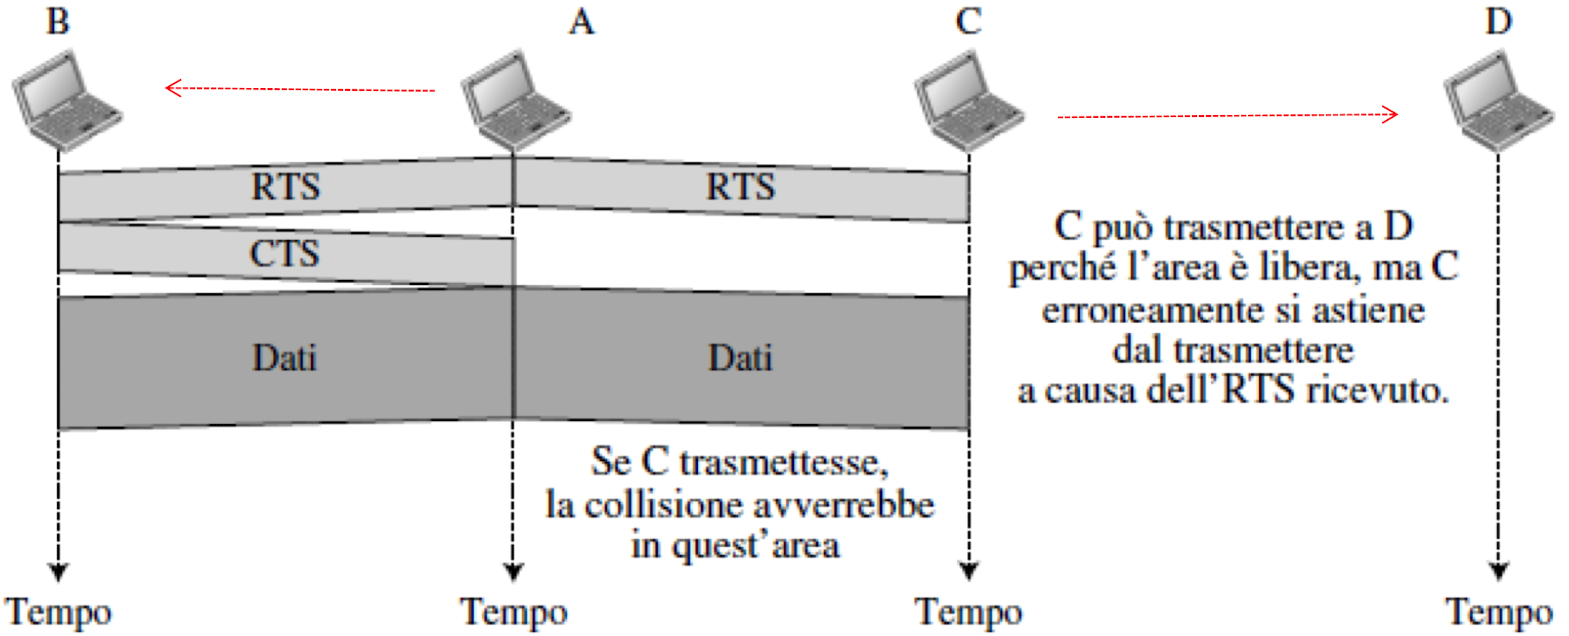 B
A
C
D
RTS
RTS
CTS
Dati
Dati
C può trasmettere a D
perché l'area è libera, ma C
erroneamente si astiene
dal trasmettere
a causa dell'RTS ricevuto.
Se C trasmettesse,
la collisione avverrebbe
in quest'area
Tempo
Tempo
Tempo
Tempo